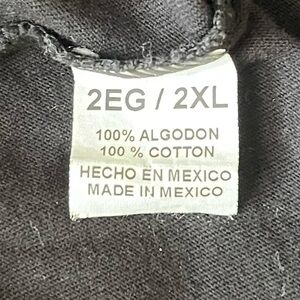 2EG / 2XL
100% ALGODON
100 % COTTON
HECHO EN MEXICO
MADE IN MEXICO